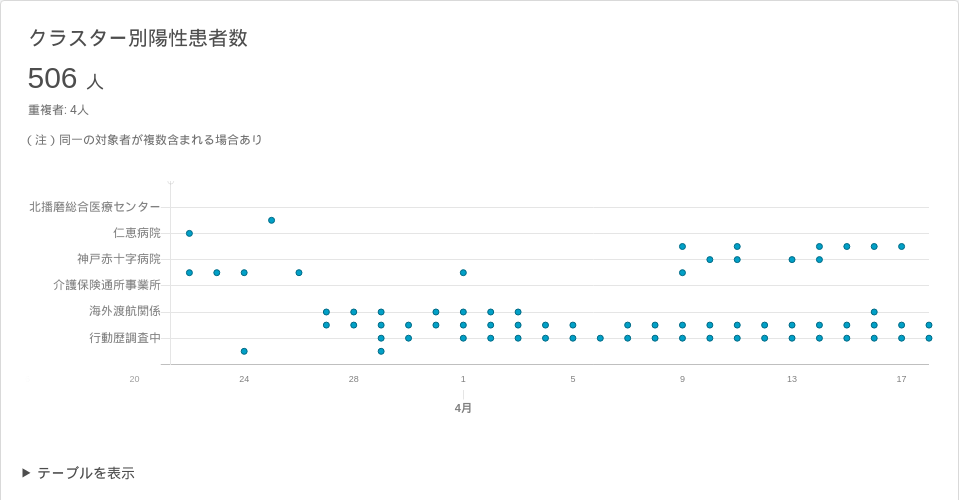 クラスター別陽性患者数
506 人
重複者: 4人
( 注 ) 同一の対象者が複数含まれる場合あり
北播磨総合医療センター
仁恵病院
神戸赤十字病院
介護保険通所事業所
海外渡航関係
行動歴調査中
20 24 28 1 5 9 13 17
4月
▶ テーブルを表示